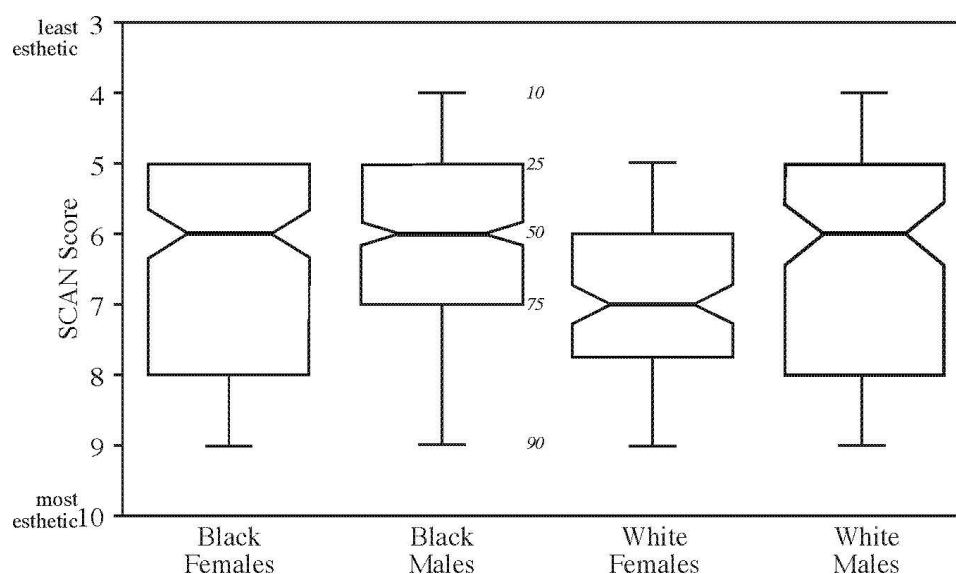 least
esthetic
3
4
5
6
7
8
9
most
esthetic
10
SCAN Score
10
25
50
75
90
Black
Females
Black
Males
White
Females
White
Males